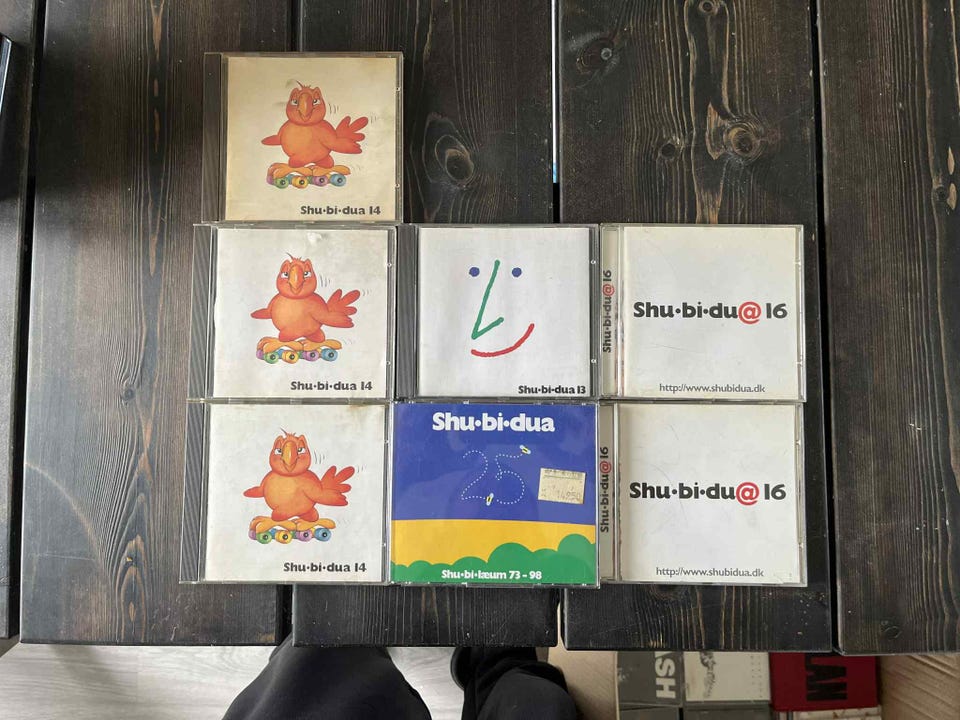 Shu•bi•dua 14
Shu•bi•dua 14
Shu•bi•dua 13
Shu•bi•du@ 16
Shu•bi•du@ 16
http://www.shubidua.dk
Shu•bi•dua 14
Shu•bi•dua
25
Shu•bi•læum 73 – 98
Shu•bi•du@ 16
Shu•bi•du@ 16
http://www.shubidua.dk